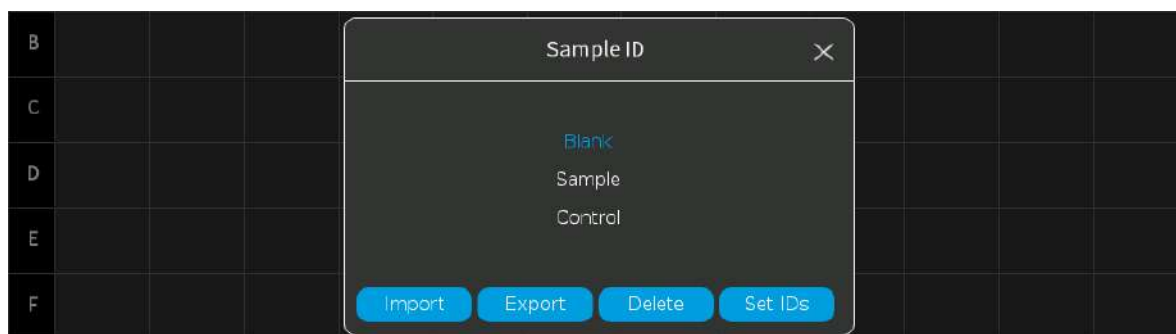 B
Sample ID
C
Blank
D
Sample
Control
E
F
Import Export Delete Set IDs